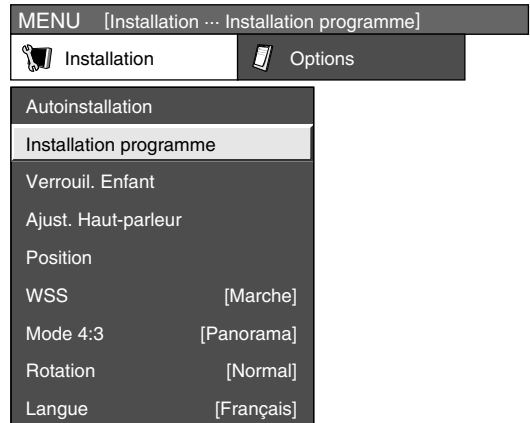 MENU [Installation ... Installation programme]
Installation Options
Autoinstallation
Installation programme
Verrouil. Enfant
Ajust. Haut-parleur
Position
WSS [Marche]
Mode 4:3 [Panorama]
Rotation [Normal]
Langue [Français]